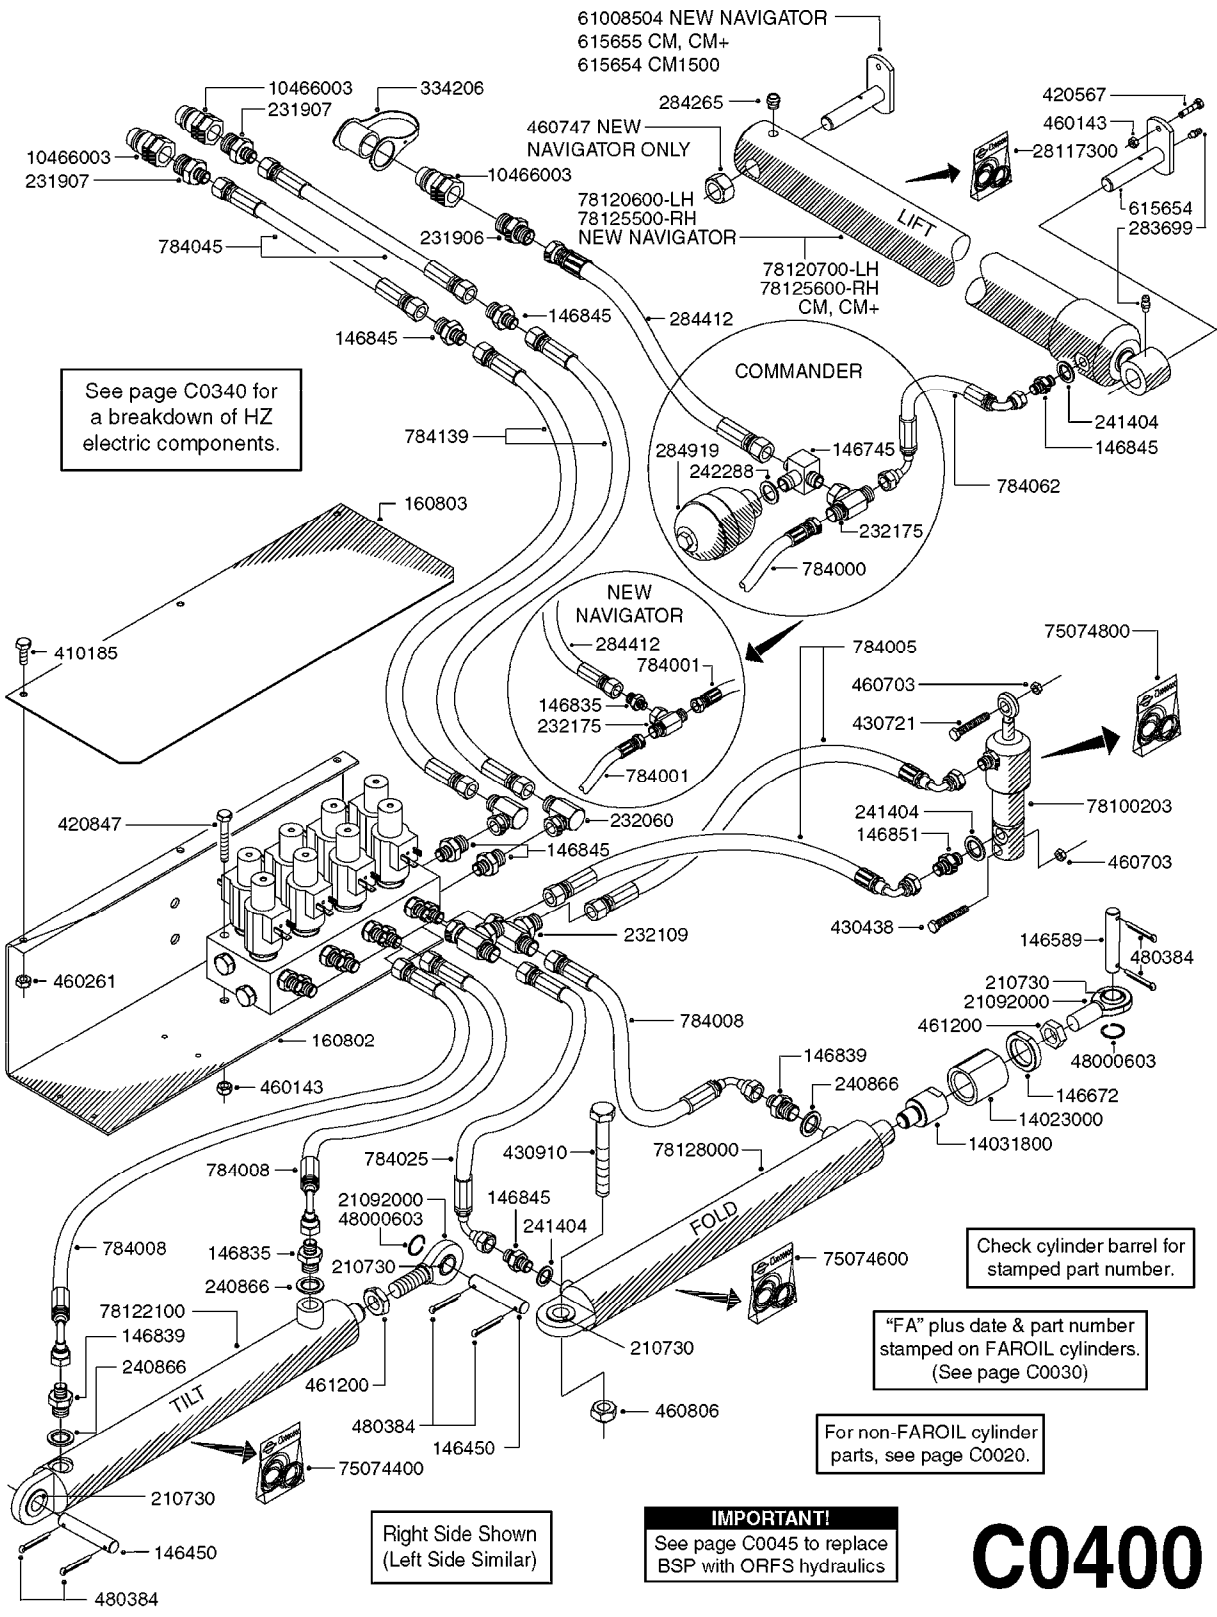 61008504 NEW NAVIGATOR
615655 CM, CM+
615654 CM1500
10466003
334206
231907
284265
420567
460747 NEW
NAVIGATOR ONLY
460143
28117300
10466003
231907
10466003
78120600-LH
78125500-RH
NEW NAVIGATOR
LIFT
615654
283699
784045
231906
78120700-LH
78125600-RH
CM, CM+
146845
284412
146845
COMMANDER
See page C0340 for
a breakdown of HZ
electric components.
241404
146845
784139
284919
146745
242288
784062
160803
232175
784000
NEW
NAVIGATOR
75074800
410185
284412
784001
784005
460703
146835
232175
430721
784001
78100203
420847
232060
241404
146851
146845
460703
430438
232109
146589
480384
460261
210730
21092000
784008
461200
160802
146839
48000603
460143
240866
146672
14023000
14031800
784008
784025
430910
78128000
21092000
48000603
146845
FOLD
784008
146835
241404
Check cylinder barrel for
stamped part number.
210730
75074600
240866
78122100
146839
"FA" plus date & part number
stamped on FAROIL cylinders.
(See page C0030)
240866
210730
TILT
461200
480384
460806
146450
For non-FAROIL cylinder
parts, see page C0020.
75074400
210730
Right Side Shown
(Left Side Similar)
IMPORTANT!
See page C0045 to replace
BSP with ORFS hydraulics
146450
480384
C0400